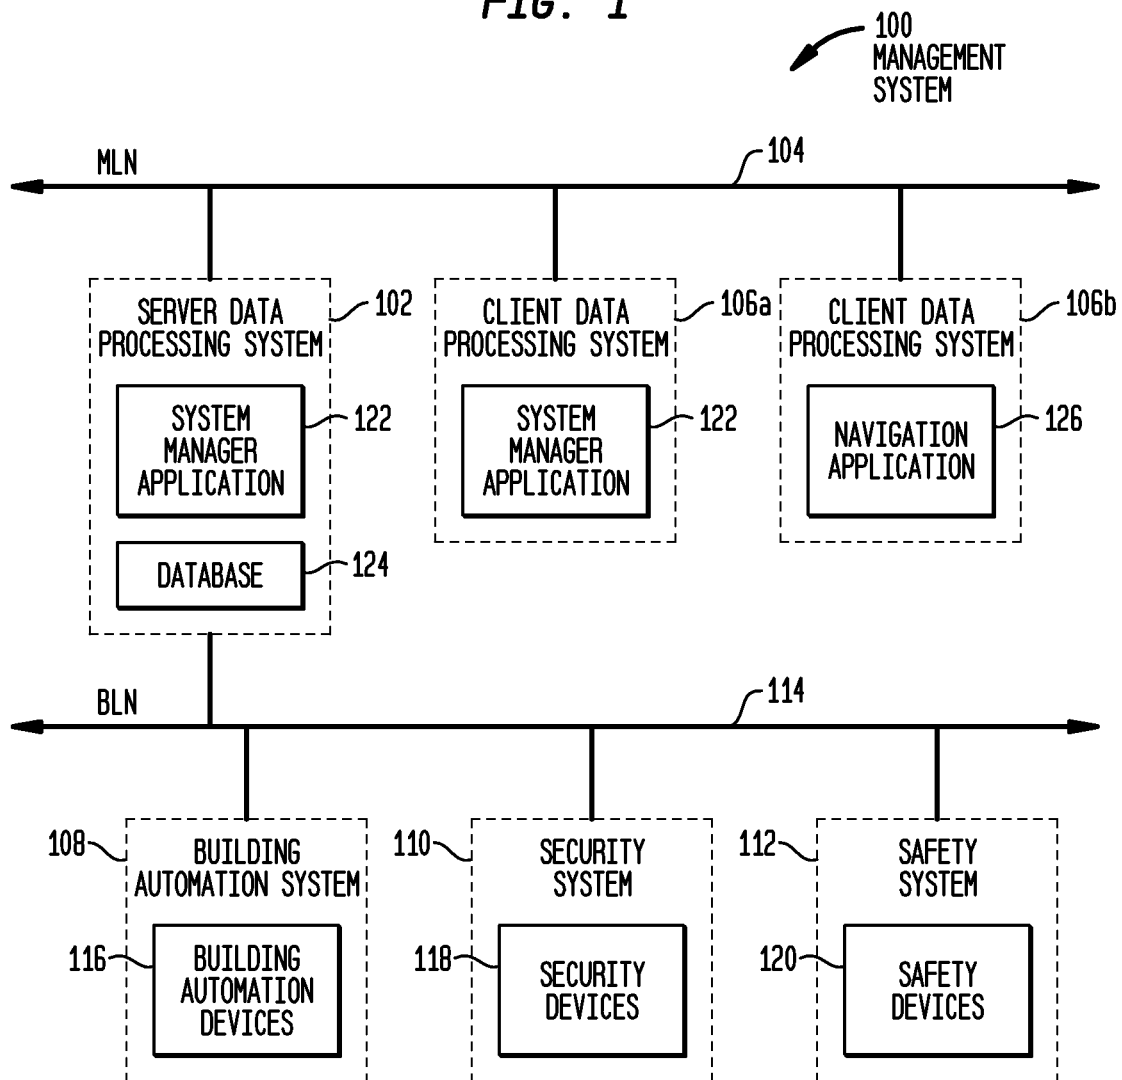 FIG. 1
100
MANAGEMENT
SYSTEM
MLN
104
SERVER DATA
PROCESSING SYSTEM
102
SYSTEM
MANAGER
APPLICATION
122
DATABASE
124
CLIENT DATA
PROCESSING SYSTEM
106a
SYSTEM
MANAGER
APPLICATION
122
CLIENT DATA
PROCESSING SYSTEM
106b
NAVIGATION
APPLICATION
126
BLN
114
108
BUILDING
AUTOMATION SYSTEM
116
BUILDING
AUTOMATION
DEVICES
110
SECURITY
SYSTEM
118
SECURITY
DEVICES
112
SAFETY
SYSTEM
120
SAFETY
DEVICES